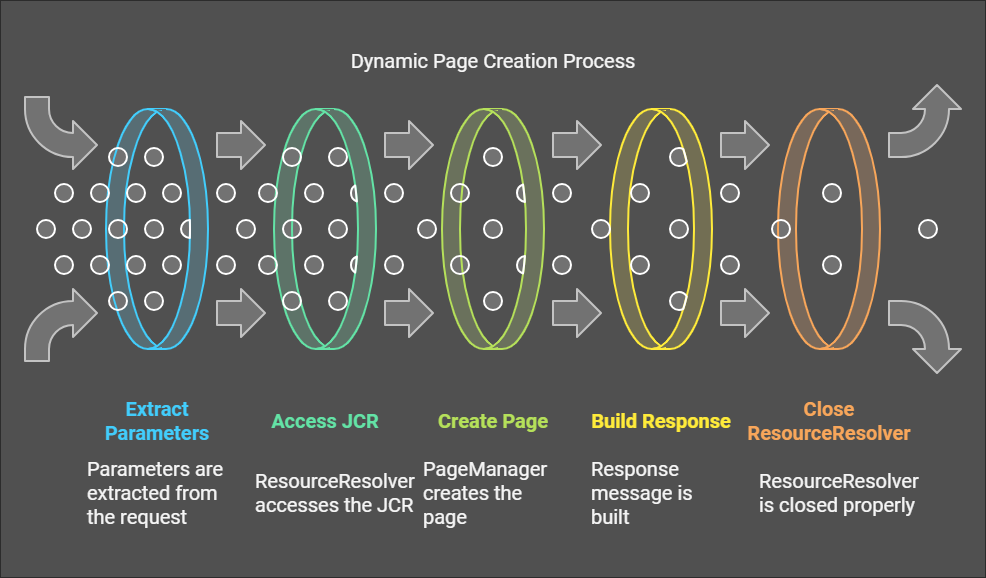 Dynamic Page Creation Process
Extract
Parameters
Parameters are
extracted from
the request
Access JCR
ResourceResolver
accesses the JCR
Create Page
PageManager
creates the
page
Build Response
Response
message is
built
Close
ResourceResolver
ResourceResolver
is closed properly